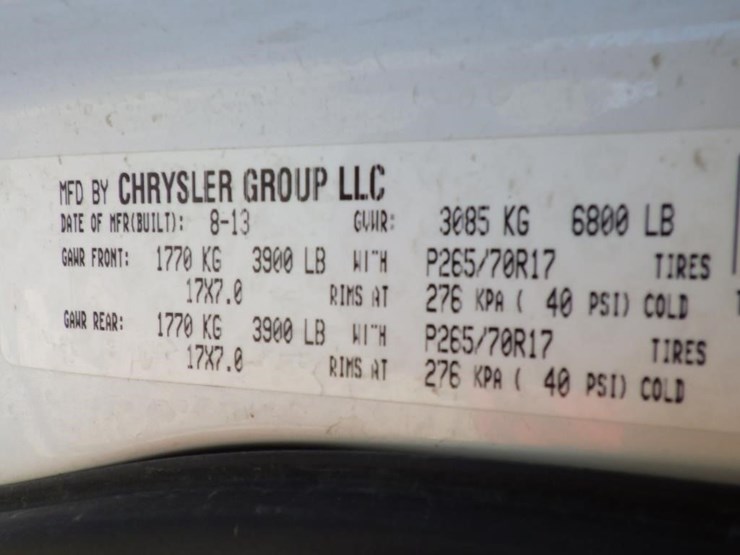 MFD BY CHRYSLER GROUP LLC
DATE OF MFR(BUILT): 8-13 GVWR: 3085 KG 6800 LB
GAWR FRONT: 1770 KG 3900 LB WITH P265/70R17 TIRES
17X7.0 RIMS AT 276 KPA ( 40 PSI) COLD
GAWR REAR: 1770 KG 3900 LB WITH P265/70R17 TIRES
17X7.0 RIMS AT 276 KPA ( 40 PSI) COLD